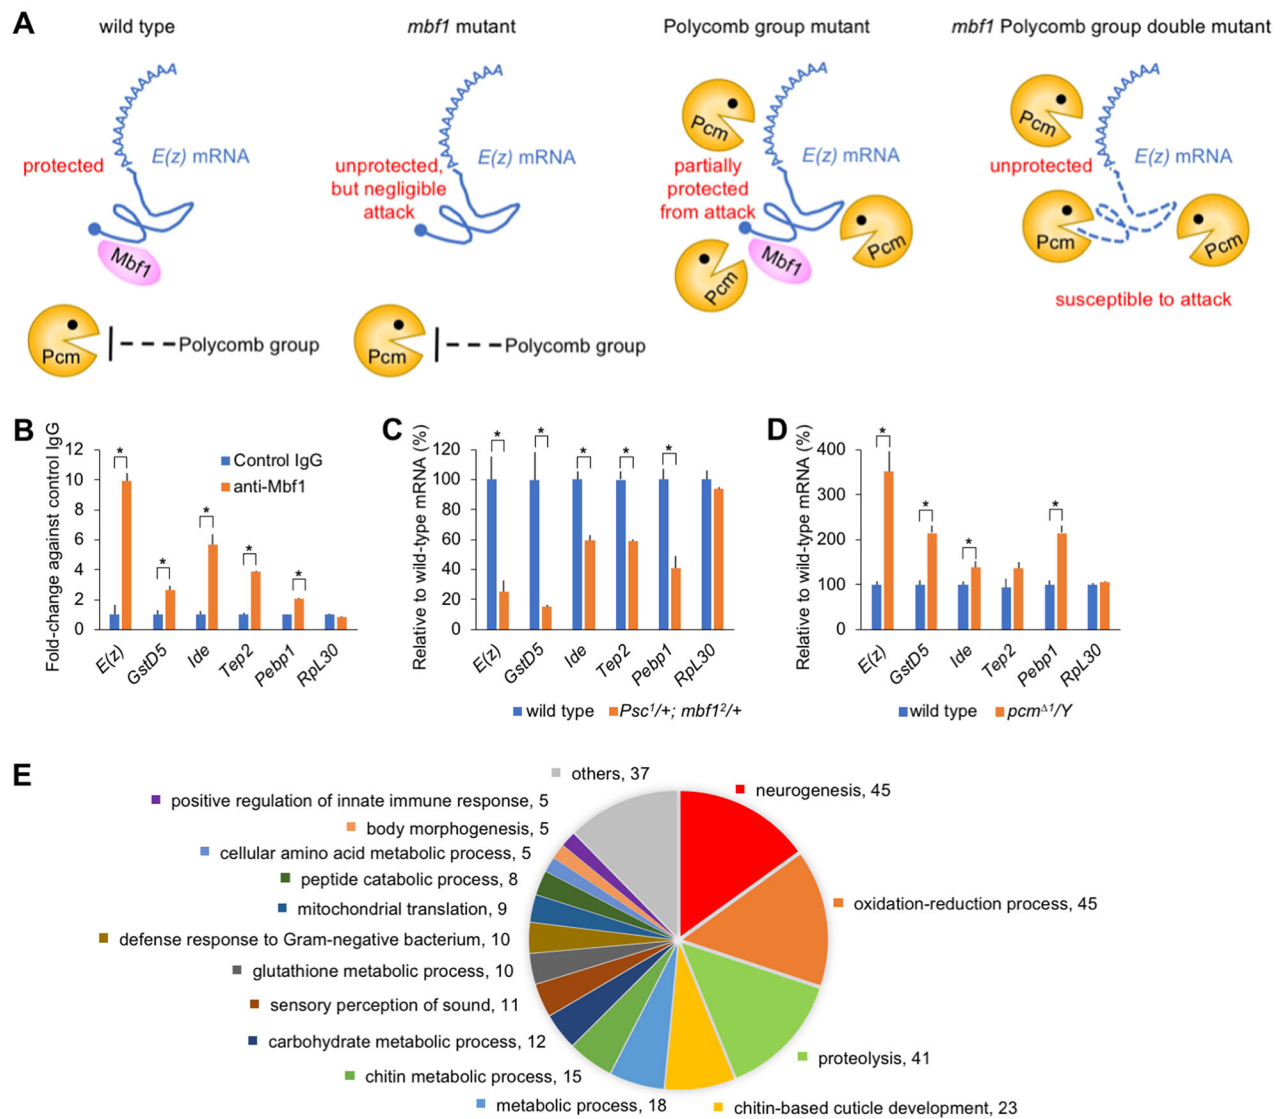 A
wild type
mbf1 mutant
Polycomb group mutant
mbf1 Polycomb group double mutant
AAAAAAAAAAA
protected
E(z) mRNA
Mbf1
Pcm
Polycomb group
AAAAAAAAAAA
unprotected,
but negligible
attack
E(z) mRNA
Pcm
Polycomb group
AAAAAAAAAAA
Pcm
partially
protected
from attack
E(z) mRNA
Mbf1
Pcm
Pcm
AAAAAAAAAAA
Pcm
unprotected
E(z) mRNA
Pcm
Pcm
susceptible to attack
B
Fold-change against control IgG
12
10
8
6
4
2
0
Control IgG
anti-Mbf1
*
*
*
*
*
E(z)
GstD5
Ide
Tep2
Pebp1
RpL30
C
Relative to wild-type mRNA (%)
120
100
80
60
40
20
0
*
*
*
*
*
E(z)
GstD5
Ide
Tep2
Pebp1
RpL30
wild type
Psc¹/+; mbf1²/+
D
Relative to wild-type mRNA (%)
400
300
200
100
0
*
*
*
*
E(z)
GstD5
Ide
Tep2
Pebp1
RpL30
wild type
pcmΔ¹/Y
E
others, 37
neurogenesis, 45
positive regulation of innate immune response, 5
body morphogenesis, 5
cellular amino acid metabolic process, 5
peptide catabolic process, 8
oxidation-reduction process, 45
mitochondrial translation, 9
defense response to Gram-negative bacterium, 10
glutathione metabolic process, 10
sensory perception of sound, 11
carbohydrate metabolic process, 12
proteolysis, 41
chitin metabolic process, 15
metabolic process, 18
chitin-based cuticle development, 23